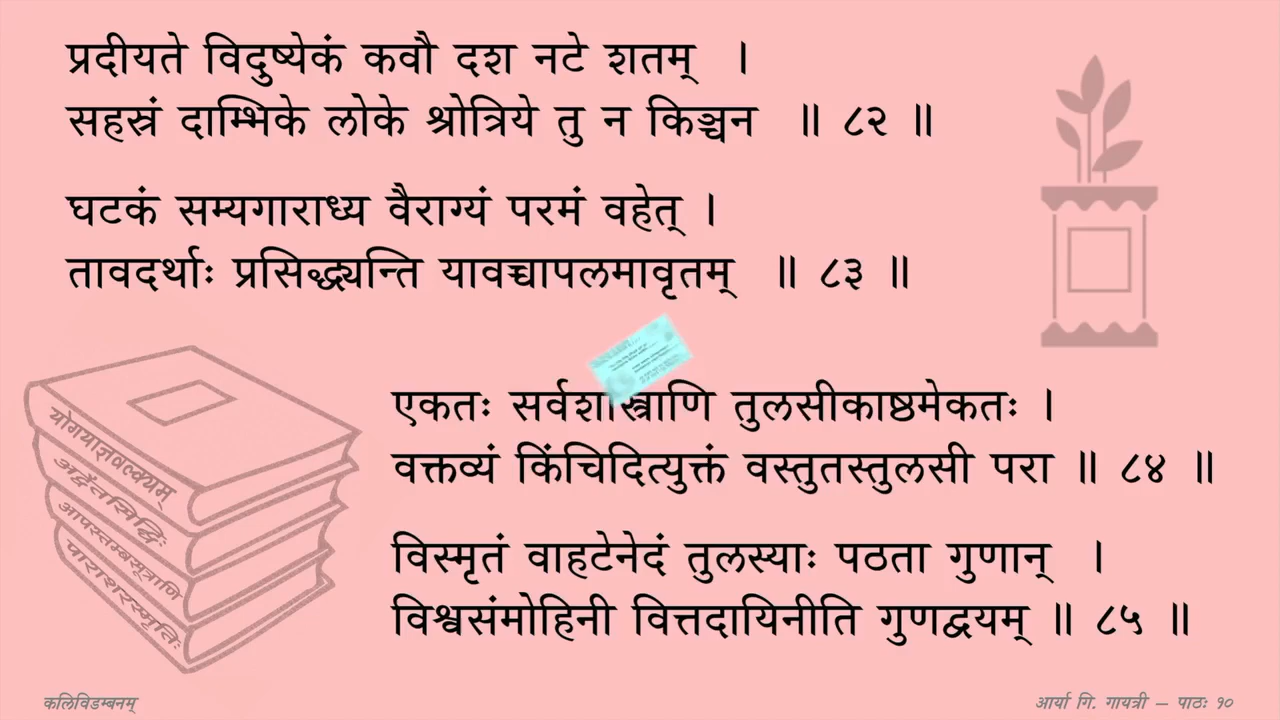 प्रदीयते विदुष्येकं कवौ दश नटे शतम् ।
सहस्रं दाम्भिके लोके श्रोत्रिये तु न किञ्चन ॥ ८२ ॥
घटकं सम्यगाराध्य वैराग्यं परमं वहेत् ।
तावदर्थाः प्रसिद्ध्यन्ति यावच्चापलमावृतम् ॥ ८३ ॥
एकतः सर्वशास्त्राणि तुलसीकाष्ठमेकतः ।
वक्तव्यं किंचिदित्युक्तं वस्तुतस्तुलसी परा ॥ ८४ ॥
विस्मृतं वाहटेनेदं तुलस्याः पठता गुणान् ।
विश्वसंमोहिनी वित्तदायिनीति गुणद्वयम् ॥ ८५ ॥
योगयाज्ञवल्क्यम्
अद्वैतसिद्धिः
आपस्तम्बसूत्राणि
पाराशरस्मृतिः
कलिविडम्बनम्
आर्या गि. गायत्री – पाठः १०